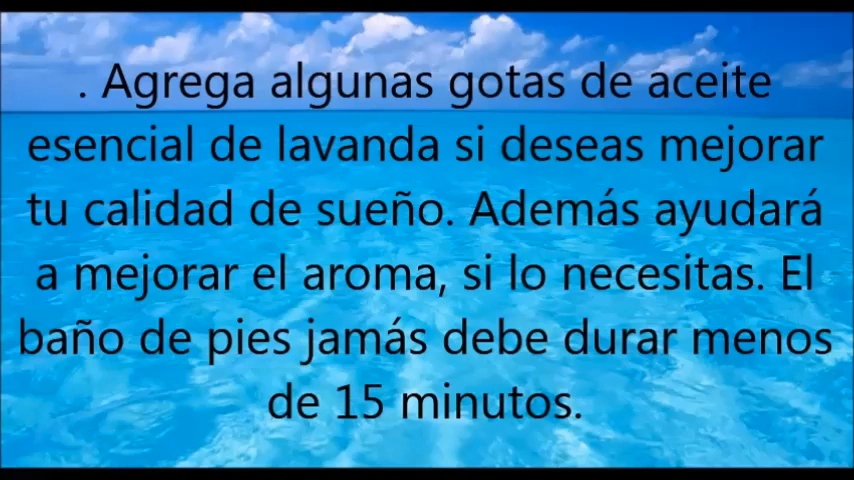 . Agrega algunas gotas de aceite
esencial de lavanda si deseas mejorar
tu calidad de sueño. Además ayudará
a mejorar el aroma, si lo necesitas. El
baño de pies jamás debe durar menos
de 15 minutos.